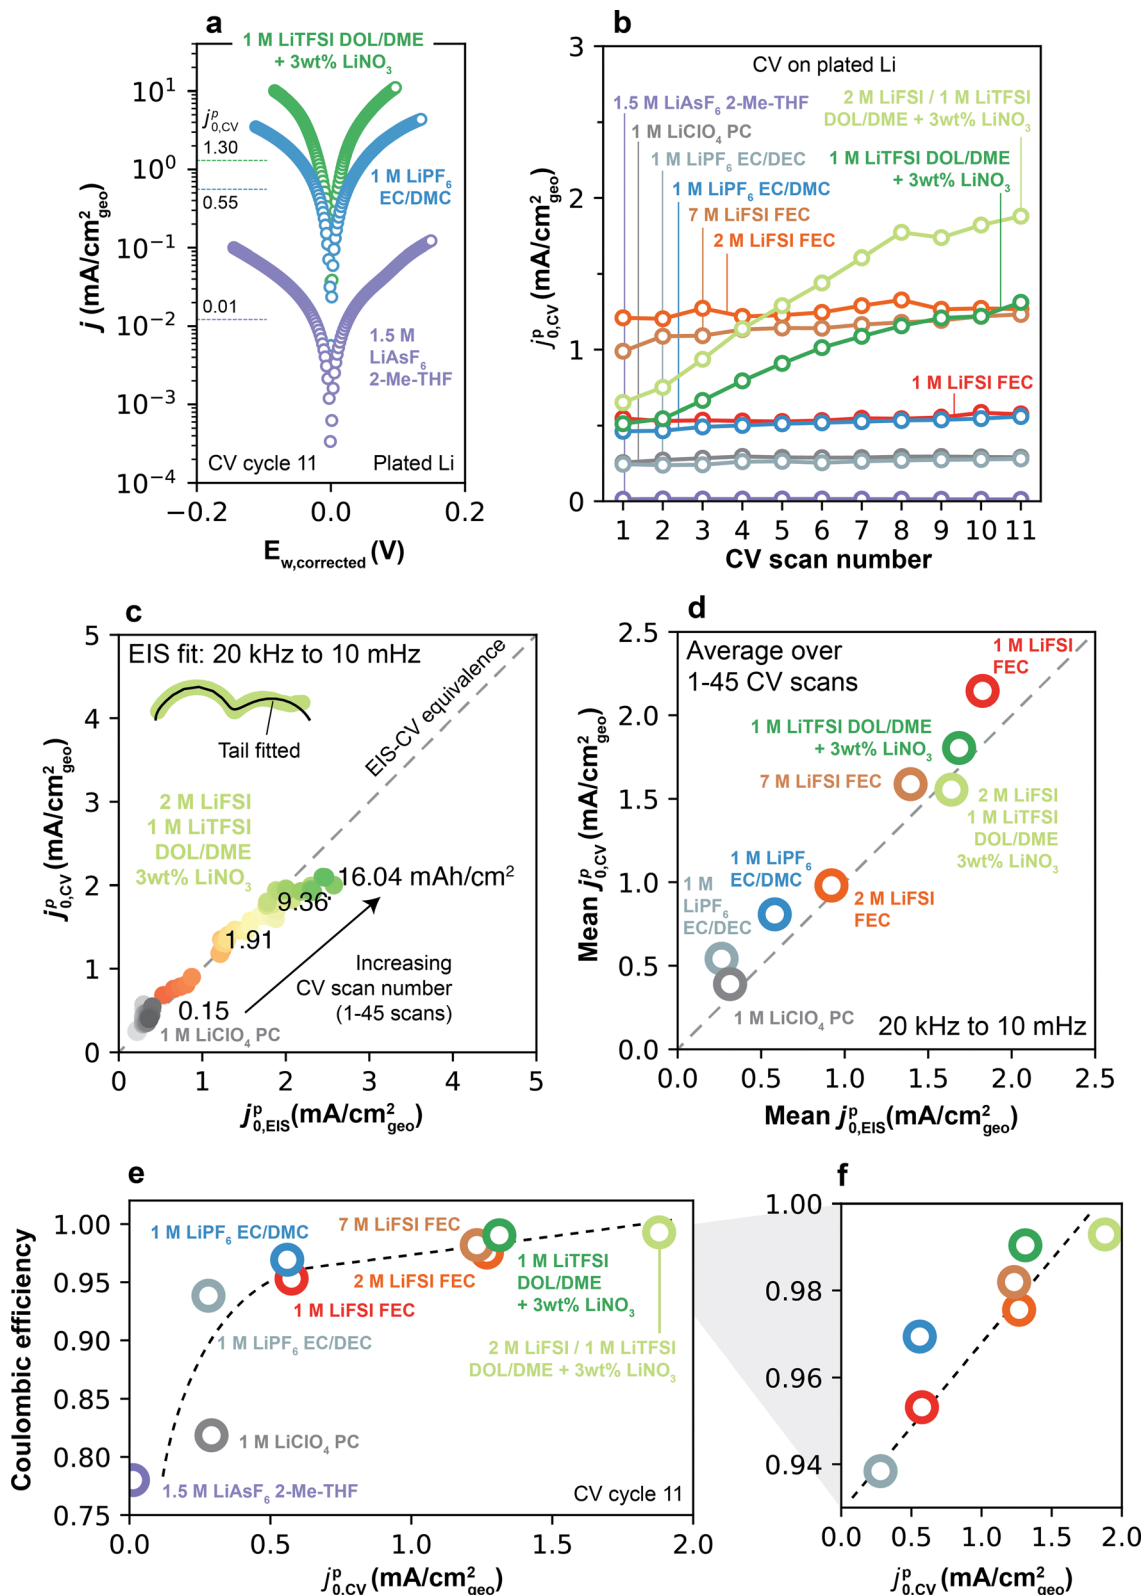 a
1 M LiTFSI DOL/DME
+ 3wt% LiNO₃
10¹
10⁰
10⁻¹
10⁻²
10⁻³
10⁻⁴
j (mA/cm²geo)
jᵖ0,CV
1.30
0.55
0.01
1 M LiPF₆
EC/DMC
1.5 M
LiAsF₆
2-Me-THF
CV cycle 11
Plated Li
−0.2
0.0
0.2
Ew,corrected (V)
b
CV on plated Li
1.5 M LiAsF₆ 2-Me-THF
1 M LiClO₄ PC
1 M LiPF₆ EC/DEC
1 M LiPF₆ EC/DMC
7 M LiFSI FEC
2 M LiFSI FEC
2 M LiFSI / 1 M LiTFSI
DOL/DME + 3wt% LiNO₃
1 M LiTFSI DOL/DME
+ 3wt% LiNO₃
1 M LiFSI FEC
3
2
1
0
jᵖ0,CV (mA/cm²geo)
1 2 3 4 5 6 7 8 9 10 11
CV scan number
c
EIS fit: 20 kHz to 10 mHz
Tail fitted
EIS-CV equivalence
2 M LiFSI
1 M LiTFSI
DOL/DME
3wt% LiNO₃
16.04 mAh/cm²
9.36
1.91
0.15
Increasing
CV scan number
(1-45 scans)
1 M LiClO₄ PC
5
4
3
2
1
0
jᵖ0,CV (mA/cm²geo)
0 1 2 3 4 5
jᵖ0,EIS (mA/cm²geo)
d
Average over
1-45 CV scans
1 M LiFSI
FEC
1 M LiTFSI DOL/DME
+ 3wt% LiNO₃
7 M LiFSI FEC
2 M LiFSI
1 M LiTFSI
DOL/DME
3wt% LiNO₃
1 M LiPF₆
EC/DMC
1 M
LiPF₆
EC/DEC
2 M LiFSI
FEC
1 M LiClO₄ PC
20 kHz to 10 mHz
2.5
2.0
1.5
1.0
0.5
0.0
Mean jᵖ0,CV (mA/cm²geo)
0.0 0.5 1.0 1.5 2.0 2.5
Mean jᵖ0,EIS (mA/cm²geo)
e
1 M LiPF₆ EC/DMC
7 M LiFSI FEC
2 M LiFSI FEC
1 M LiFSI FEC
1 M LiTFSI
DOL/DME
+ 3wt% LiNO₃
1 M LiPF₆ EC/DEC
2 M LiFSI / 1 M LiTFSI
DOL/DME + 3wt% LiNO₃
1 M LiClO₄ PC
1.5 M LiAsF₆ 2-Me-THF
CV cycle 11
1.00
0.95
0.90
0.85
0.80
0.75
Coulombic efficiency
0.0 0.5 1.0 1.5 2.0
jᵖ0,CV (mA/cm²geo)
f
1.00
0.98
0.96
0.94
0.0 0.5 1.0 1.5 2.0
jᵖ0,CV (mA/cm²geo)